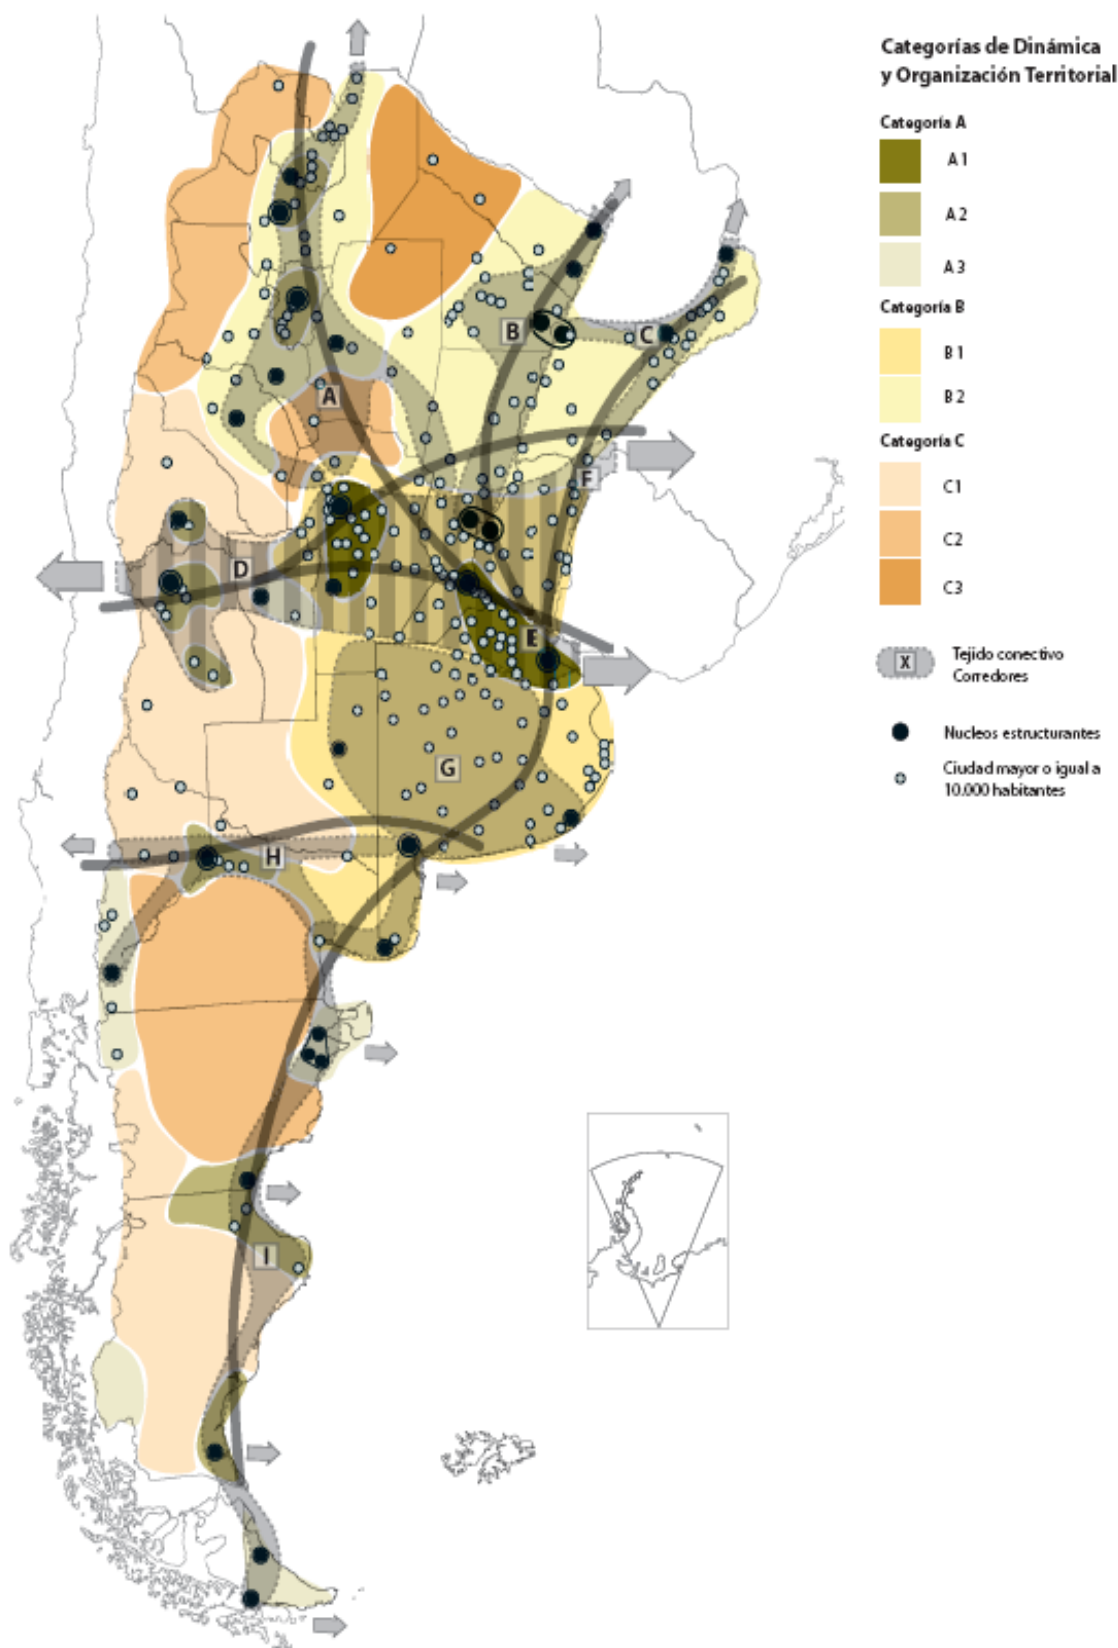 Categorías de Dinámica
y Organización Territorial
Categoría A
A 1
A 2
A 3
Categoría B
B 1
B 2
Categoría C
C 1
C 2
C 3
X
Tejido conectivo
Corredores
Nucleos estructurantes
Ciudad mayor o igual a
10.000 habitantes
B
C
A
F
D
E
G
H
I